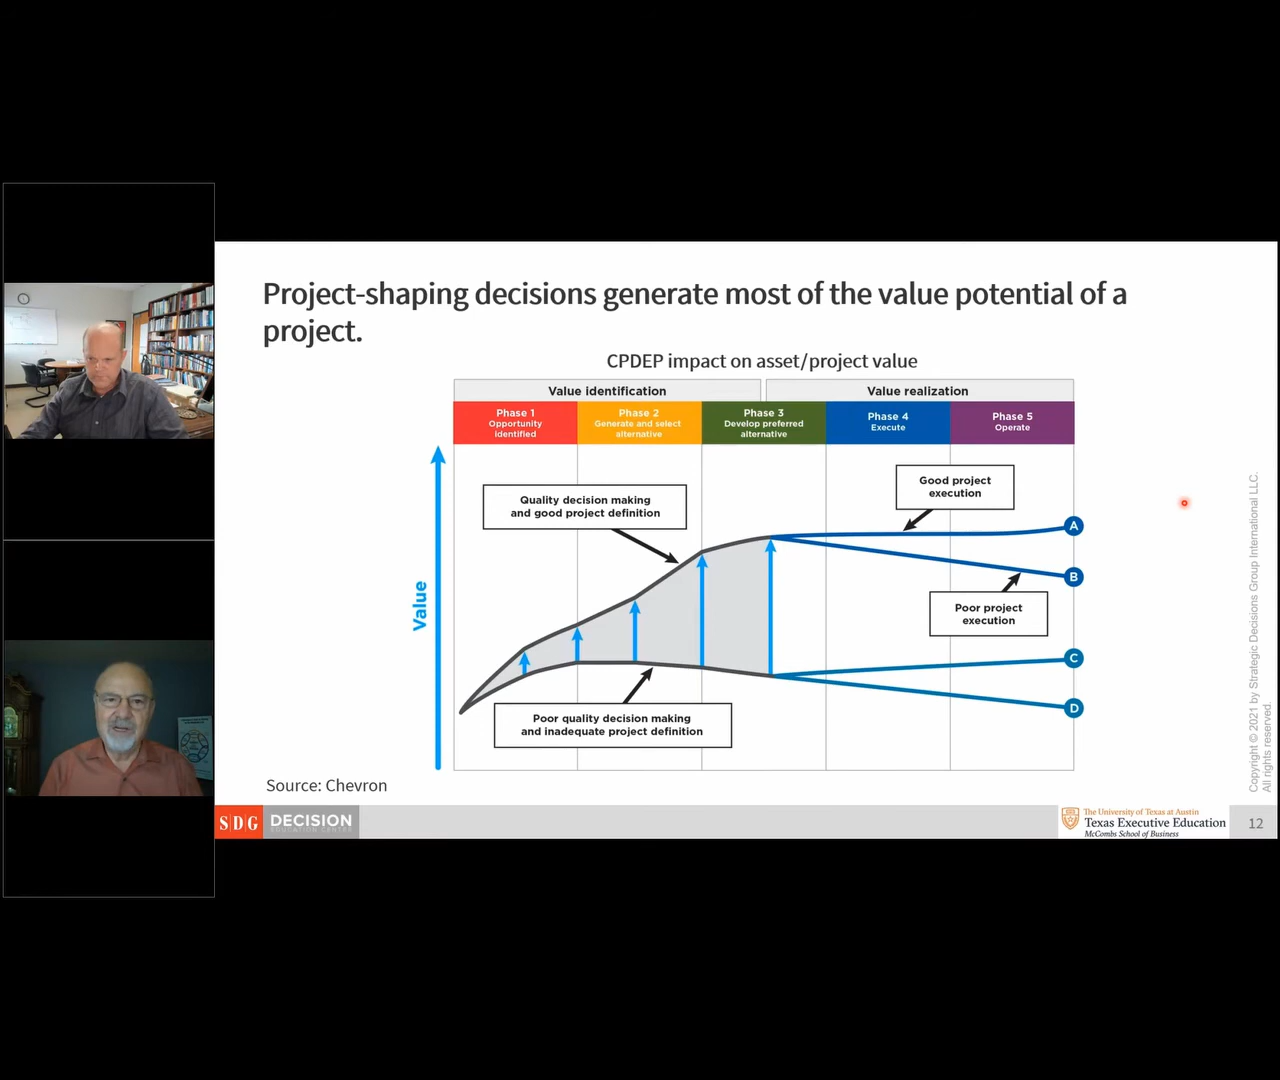 Project-shaping decisions generate most of the value potential of a
project.
CPDEP impact on asset/project value
Value identification
Value realization
Phase 1
Opportunity
identified
Phase 2
Generate and select
alternative
Phase 3
Develop preferred
alternative
Phase 4
Execute
Phase 5
Operate
Good project
execution
Quality decision making
and good project definition
A
B
Value
Poor project
execution
C
D
Poor quality decision making
and inadequate project definition
Source: Chevron
Copyright © 2021 by Strategic Decisions Group International LLC.
All rights reserved.
SDG
DECISION
EDUCATION CENTER
The University of Texas at Austin
Texas Executive Education
McCombs School of Business
12